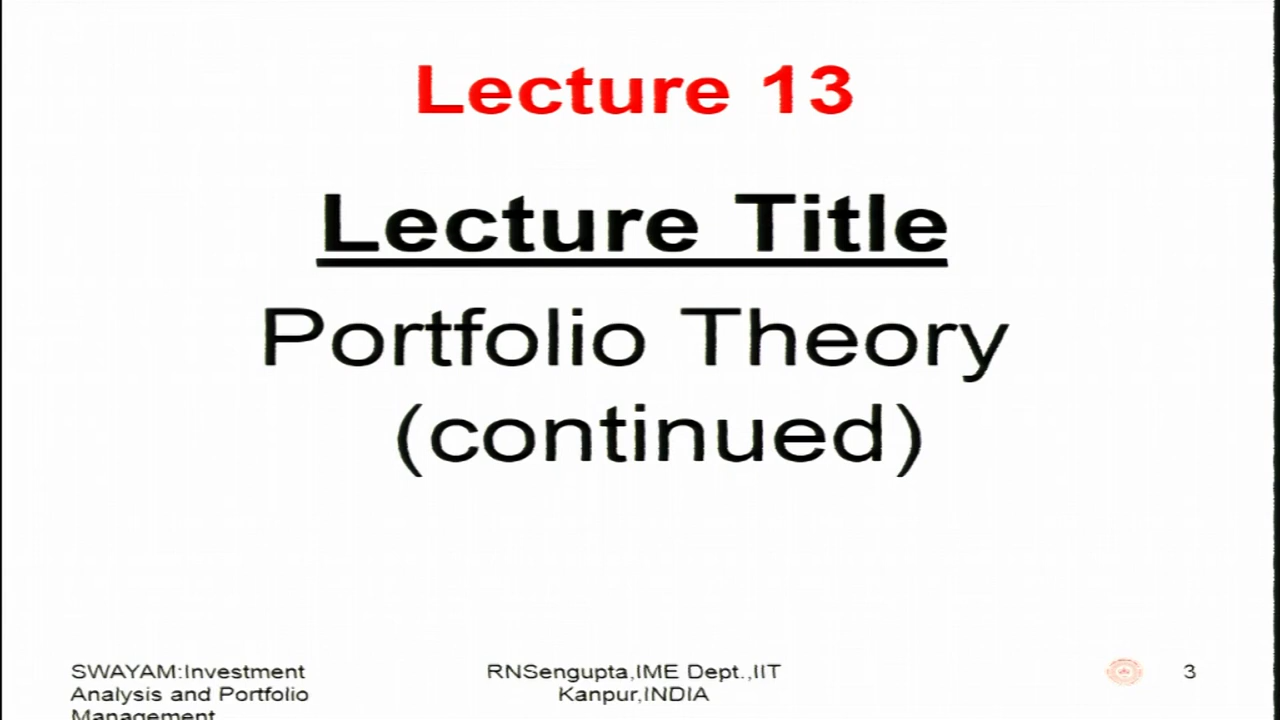 Lecture 13
Lecture Title
Portfolio Theory
(continued)
SWAYAM:Investment
Analysis and Portfolio
Management
RNSengupta,IME Dept.,IIT
Kanpur,INDIA
3